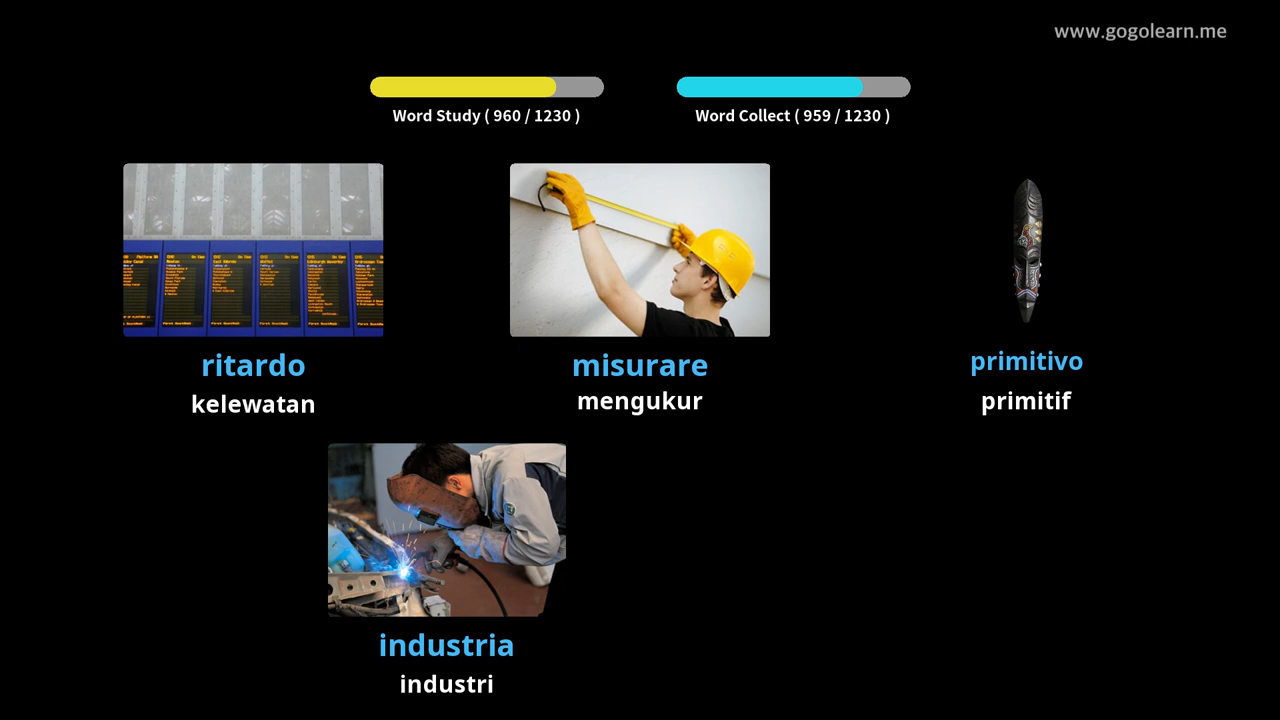 www.gogolearn.me
Word Study ( 960 / 1230 )
Word Collect ( 959 / 1230 )
ritardo
kelewatan
misurare
mengukur
primitivo
primitif
industria
industri